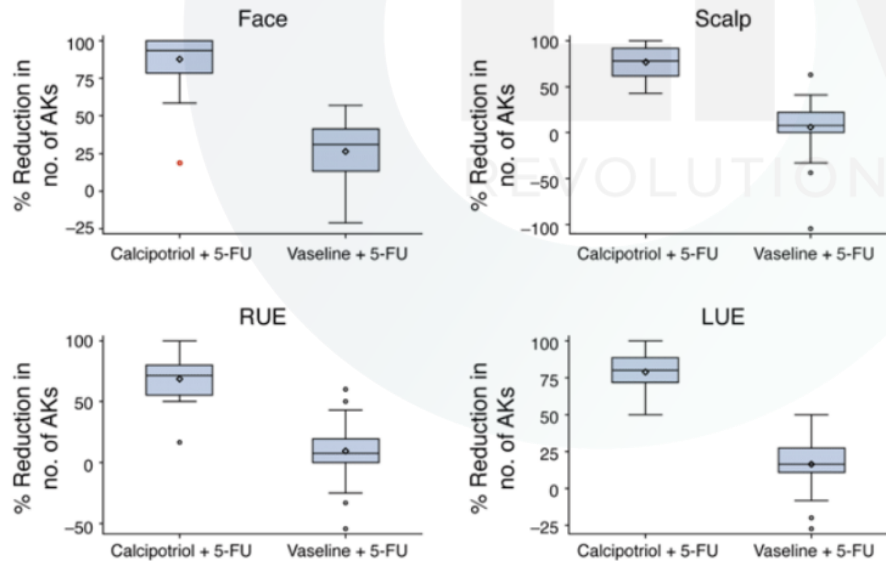 Face
% Reduction in
no. of AKs
100
75
50
25
0
−25
Calcipotriol + 5-FU
Vaseline + 5-FU
Scalp
% Reduction in
no. of AKs
100
50
0
−50
−100
Calcipotriol + 5-FU
Vaseline + 5-FU
REVOLUTION
RUE
% Reduction in
no. of AKs
100
50
0
−50
Calcipotriol + 5-FU
Vaseline + 5-FU
LUE
% Reduction in
no. of AKs
100
75
50
25
0
−25
Calcipotriol + 5-FU
Vaseline + 5-FU